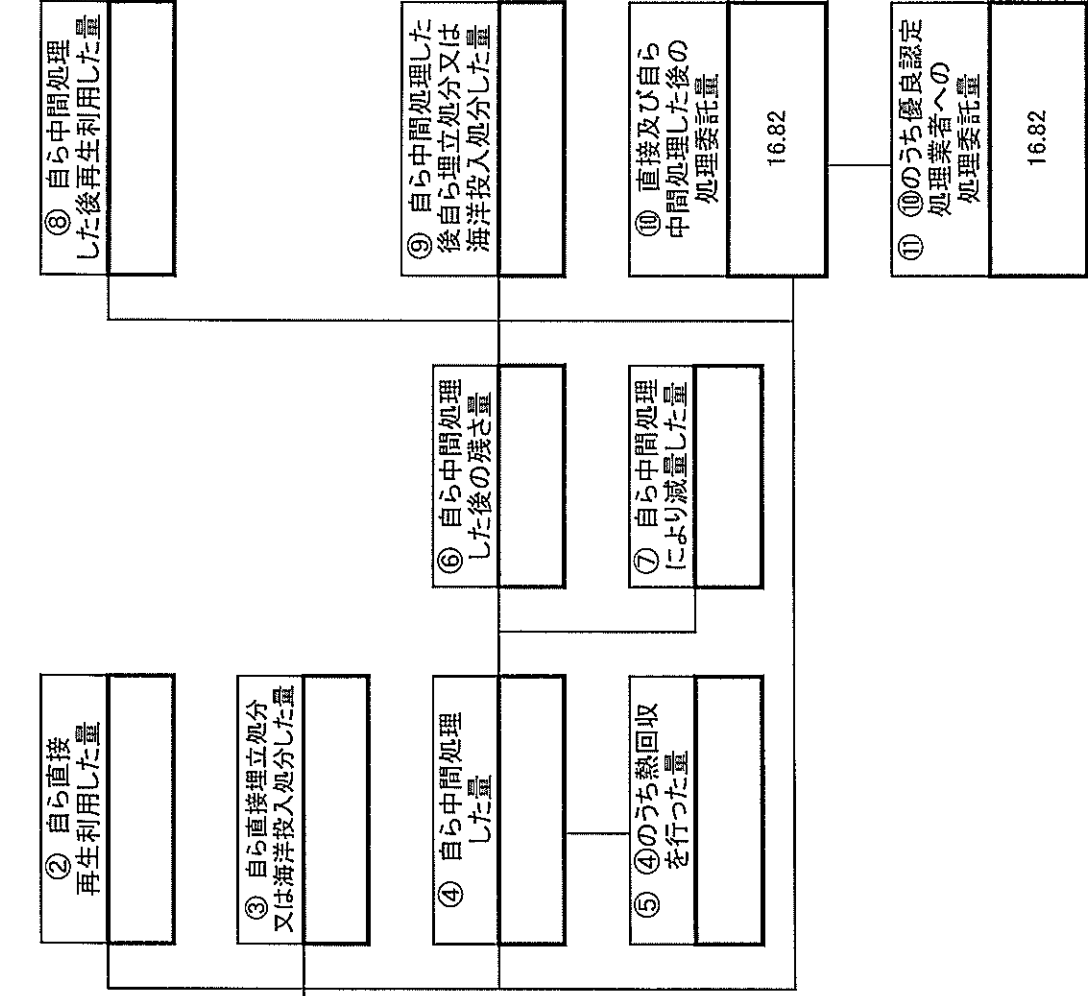 ② 自ら直接
再生利用した量
③ 自ら直接埋立処分
又は海洋投入処分した量
④ 自ら中間処理
した量
⑤ ④のうち熱回収
を行った量
⑥ 自ら中間処理
した後の残さ量
⑦ 自ら中間処理
により減量した量
⑧ 自ら中間処理
した後再生利用した量
⑨ 自ら中間処理した
後自ら埋立処分又は
海洋投入処分した量
⑩ 直接及び自ら
中間処理した後の
処理委託量
16.82
⑪ ⑩のうち優良認定
処理業者への
処理委託量
16.82